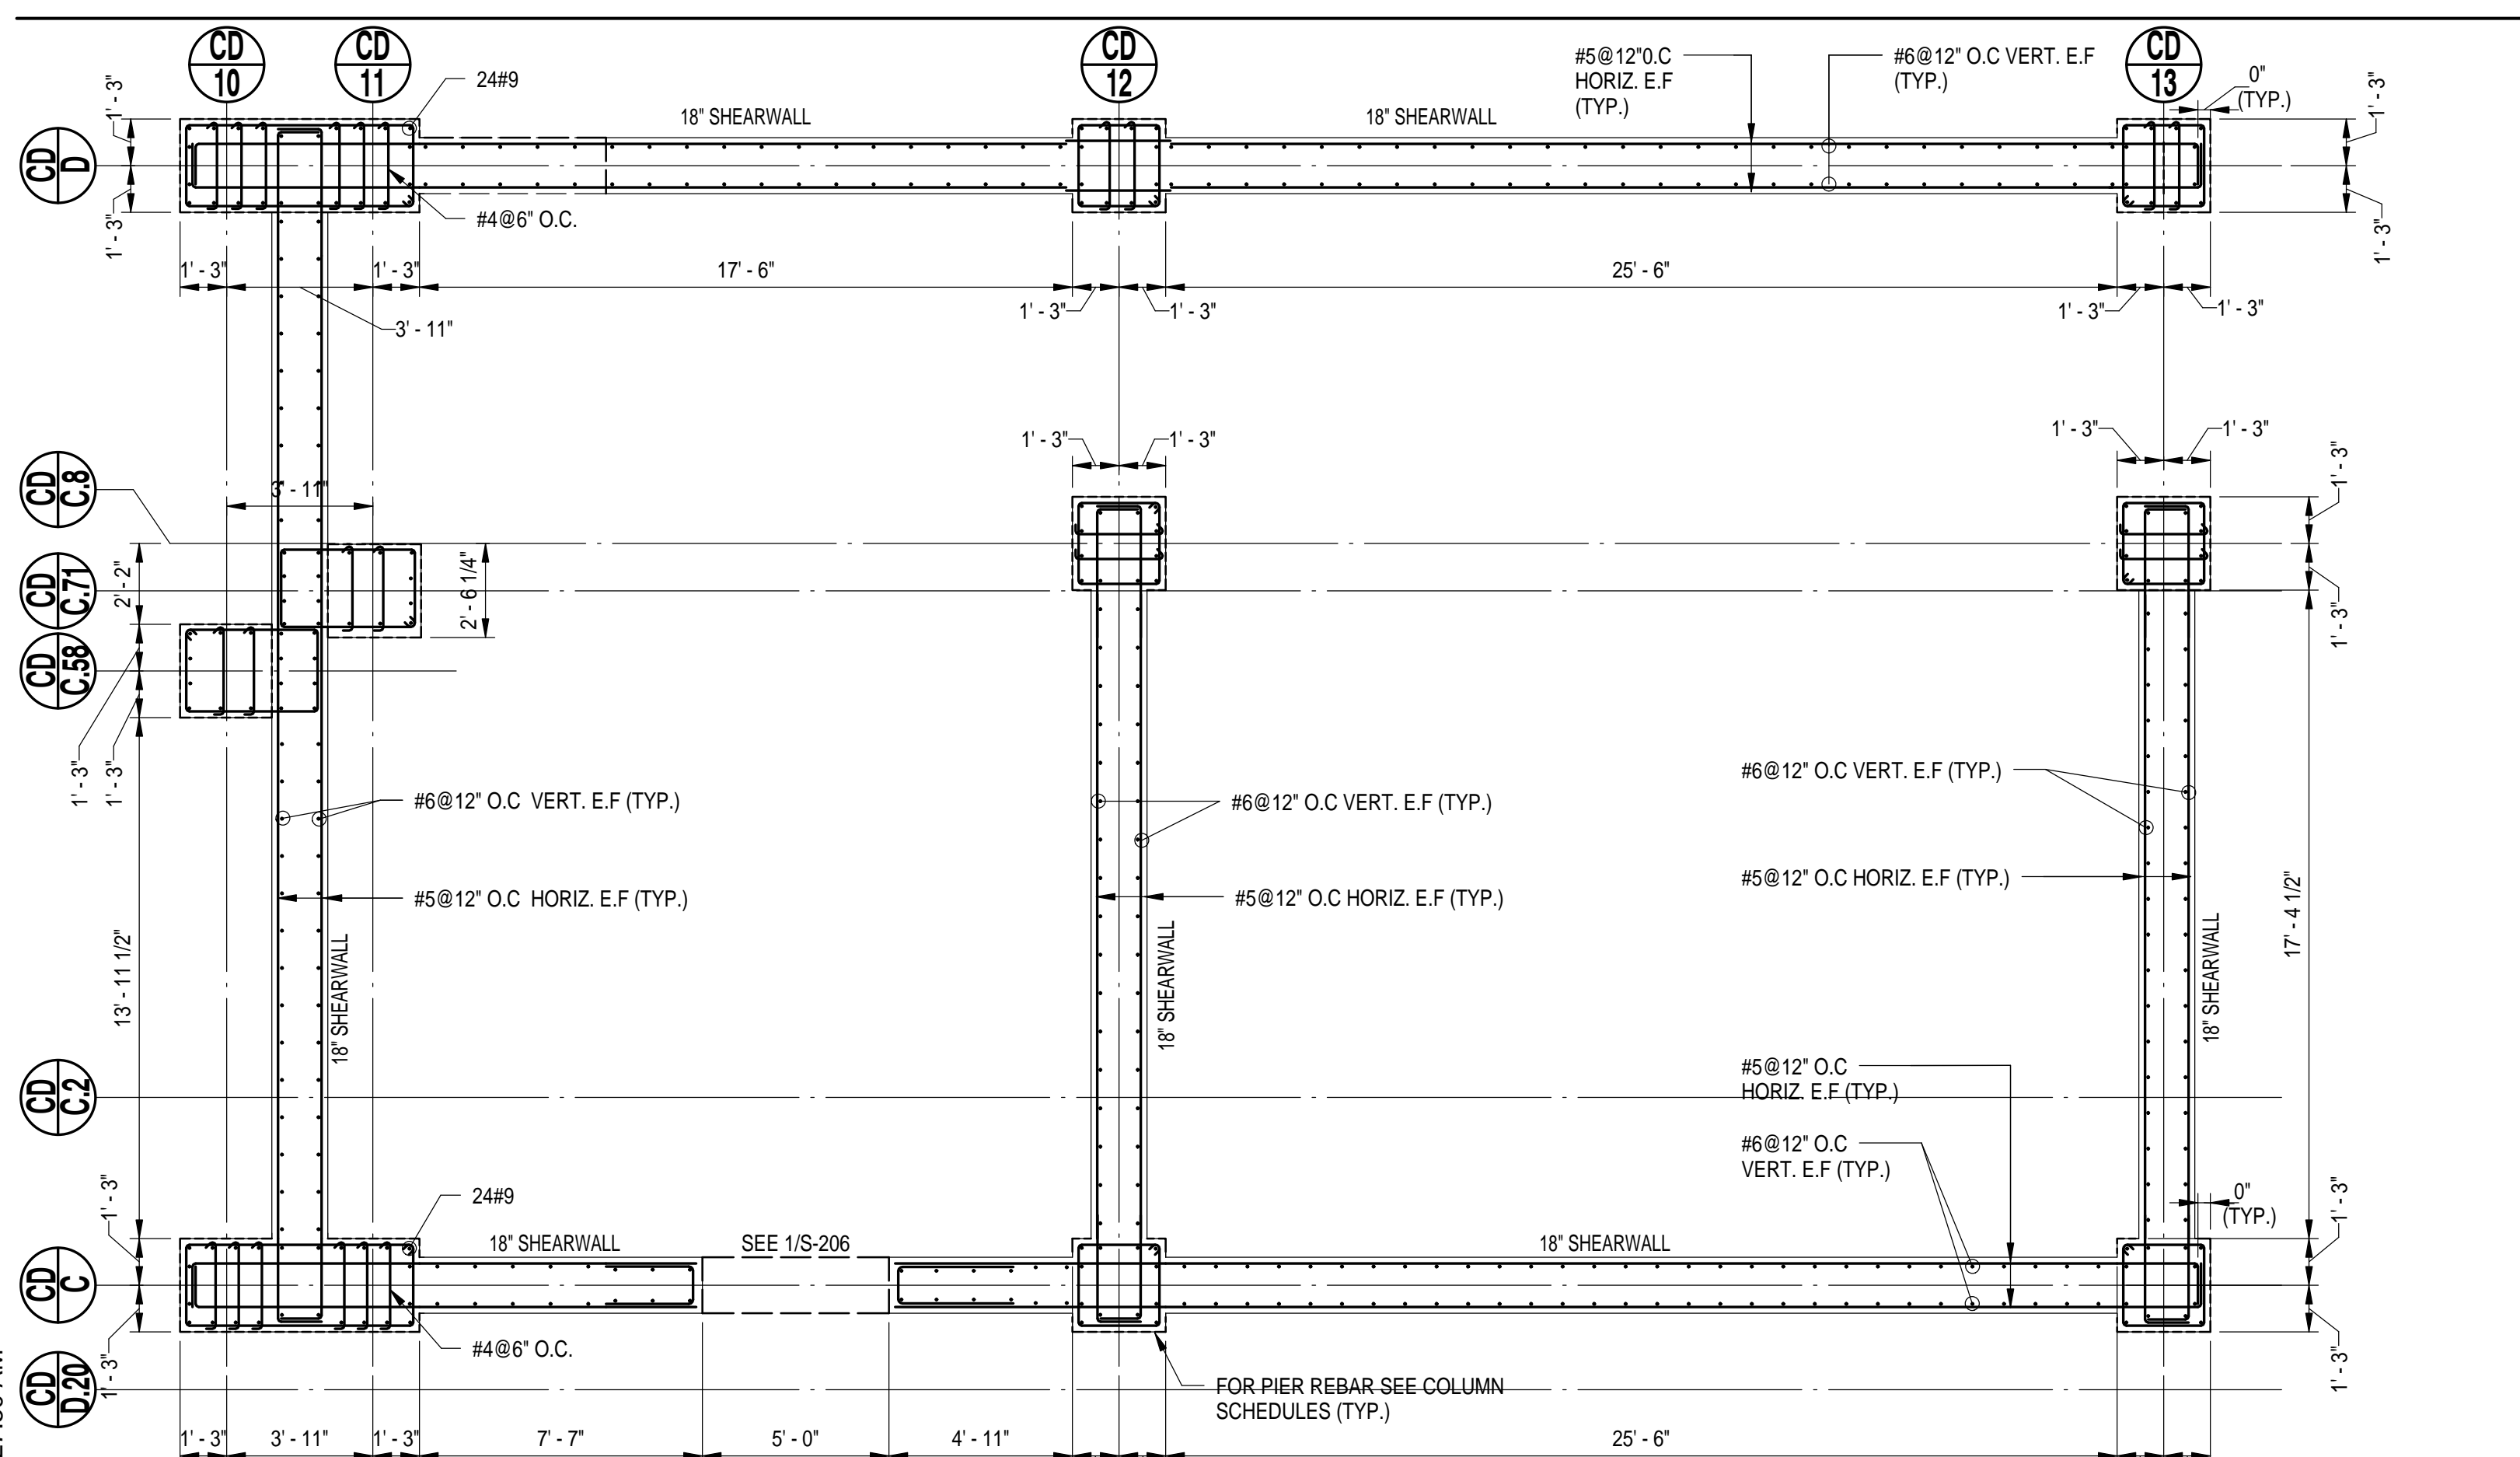 CD
10
CD
11
CD
12
CD
13
24#9
18" SHEARWALL
18" SHEARWALL
#5@12"0.C
HORIZ. E.F
(TYP.)
#6@12" O.C VERT. E.F
(TYP.)
0"
(TYP.)
1' - 3"
1' - 3"
CD
D
1' - 3"
1' - 3"
#4@6" O.C.
1' - 3"
1' - 3"
17' - 6"
25' - 6"
3' - 11"
1' - 3"
1' - 3"
1' - 3"
1' - 3"
1' - 3"
1' - 3"
1' - 3"
1' - 3"
CD
C.8
3' - 11"
1' - 3"
1' - 3"
CD
C.71
2' - 2"
2' - 6 1/4"
CD
C.58
1' - 3"
1' - 3"
#6@12" O.C  VERT. E.F (TYP.)
#6@12" O.C VERT. E.F (TYP.)
#6@12" O.C VERT. E.F (TYP.)
#5@12" O.C  HORIZ. E.F (TYP.)
#5@12" O.C HORIZ. E.F (TYP.)
#5@12" O.C HORIZ. E.F (TYP.)
13' - 11 1/2"
18" SHEARWALL
18" SHEARWALL
18" SHEARWALL
17' - 4 1/2"
CD
C.2
#5@12" O.C
HORIZ. E.F (TYP.)
#6@12" O.C
VERT. E.F (TYP.)
1' - 3"
24#9
0"
(TYP.)
1' - 3"
18" SHEARWALL
SEE 1/S-206
18" SHEARWALL
CD
C
#4@6" O.C.
1' - 3"
1' - 3"
CD
D.20
FOR PIER REBAR SEE COLUMN
SCHEDULES (TYP.)
1' - 3"
3' - 11"
1' - 3"
7' - 7"
5' - 0"
4' - 11"
25' - 6"